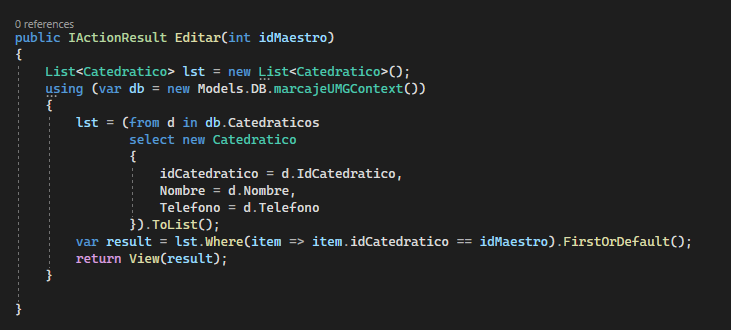 0 references
public IActionResult Editar(int idMaestro)
{
List<Catedratico> lst = new List<Catedratico>();
using (var db = new Models.DB.marcajeUMGContext())
{
lst = (from d in db.Catedraticos
select new Catedratico
{
idCatedratico = d.IdCatedratico,
Nombre = d.Nombre,
Telefono = d.Telefono
}).ToList();
var result = lst.Where(item => item.idCatedratico == idMaestro).FirstOrDefault();
return View(result);
}
}